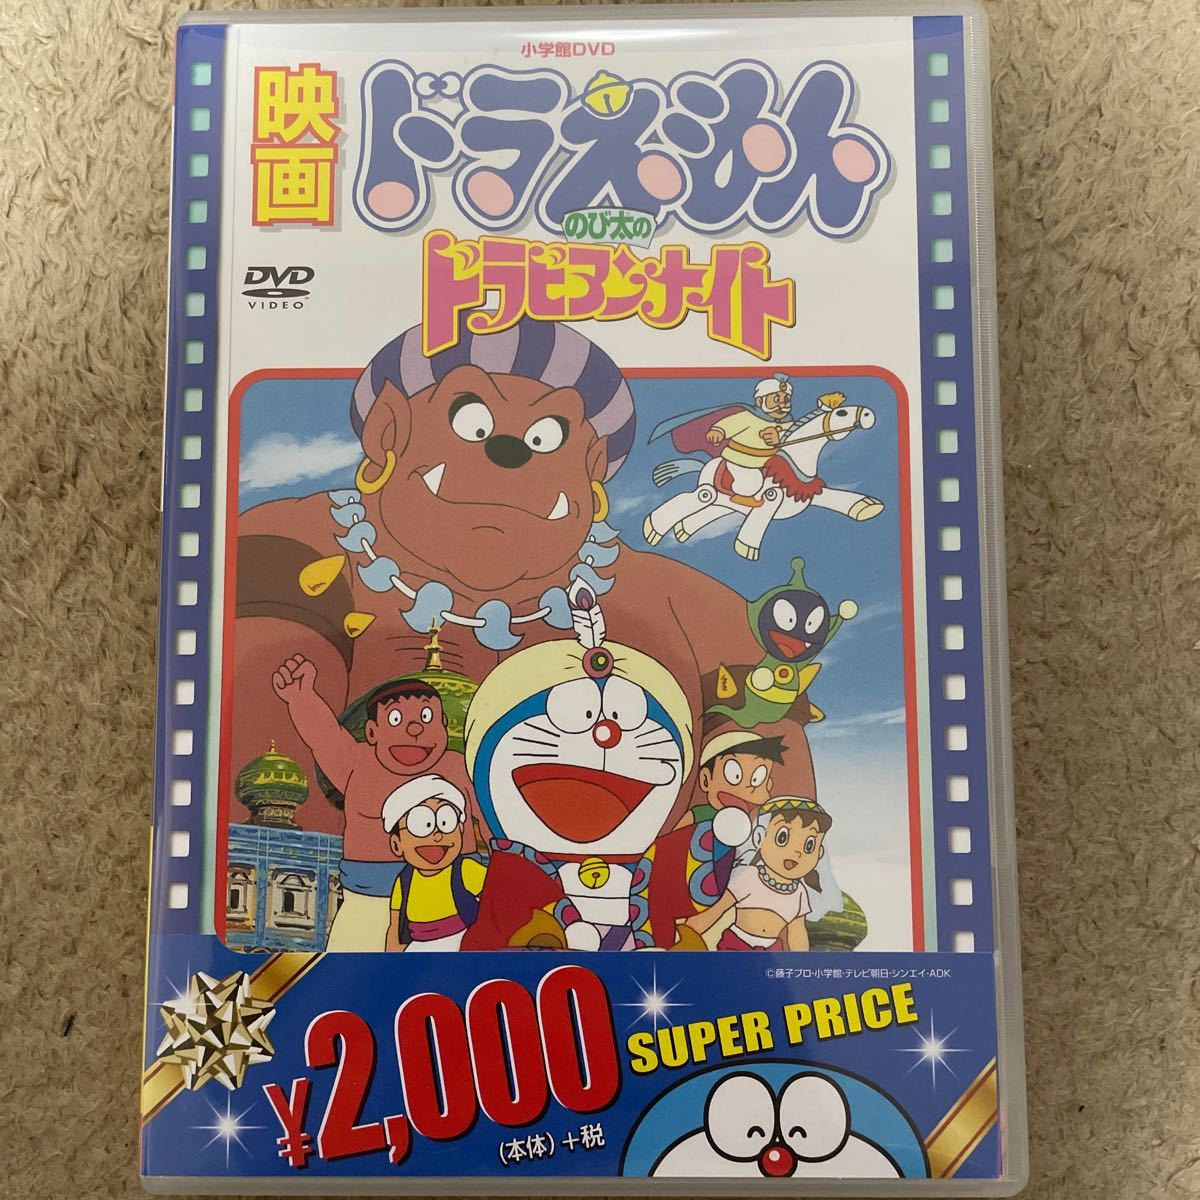 小学館DVD
映画
ドラえもん
のび太の
ドラビアンナイト
DVD
VIDEO
©藤子プロ・小学館・テレビ朝日・シンエイ・ADK
¥2,000
SUPER PRICE
(本体)+税